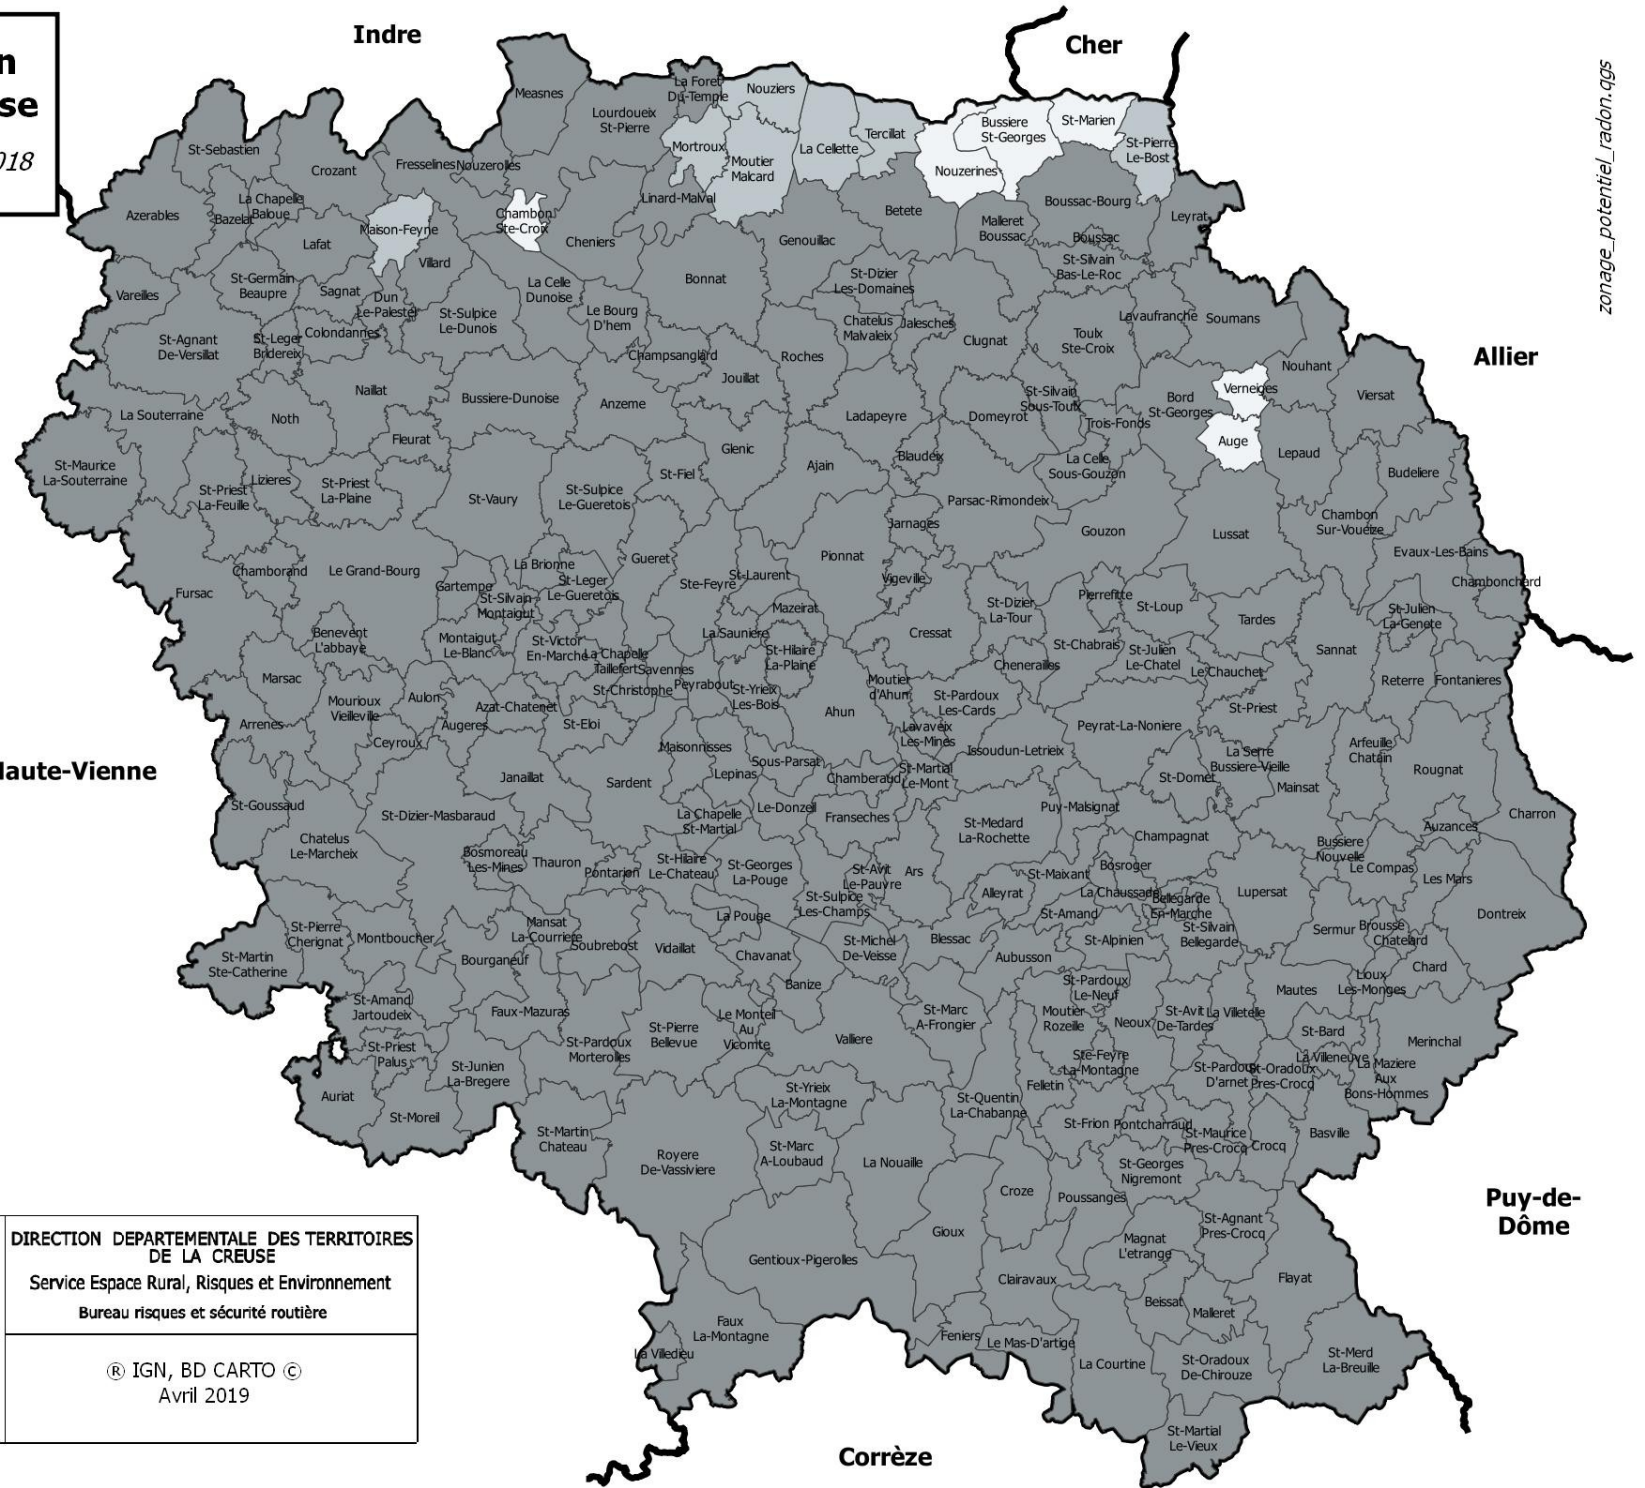 Indre
Cher
zonage_potentiel_radon.qgs
n
se
018
Measnes
La Foret
Du-Temple
Nouziers
Lourdoueix
St-Pierre
Bussiere
St-Georges
St-Marien
St-Sebastien
Mortroux
La Cellette
Tercillat
St-Pierre
Le-Bost
Crozant
Fresselines
Nouzerolles
Moutier
Malcard
Nouzerines
La Chapelle
Baloue
Linard-Malval
Boussac-Bourg
Azerables
Bazelat
Chambon
Ste-Croix
Betete
Malleret
Boussac
Leyrat
Maison-Feyne
Lafat
Cheniers
Genouillac
Boussac
Villard
St-Silvain
Bas-Le-Roc
Vareilles
St-Germain
Beaupre
Sagnat
Dun
Le-Palestel
La Celle
Dunoise
Bonnat
St-Dizier
Les-Domaines
St-Sulpice
Le-Dunois
Le Bourg
D'hem
Chatelus
Malvaleix
Jalesches
Lavaufranche
Soumans
St-Agnant
De-Versillat
St-Leger
Bridereix
Colondannes
Champsanglard
Roches
Clugnat
Toulx
Ste-Croix
Allier
Jouillat
Nouhant
Naillat
Bussiere-Dunoise
Anzeme
St-Silvain
Sous-Toulx
Bord
St-Georges
Verneiges
Viersat
La Souterraine
Noth
Ladapeyre
Domeyrot
Trois-Fonds
Fleurat
Glenic
Auge
Lepaud
St-Maurice
La-Souterraine
Lizieres
St-Priest
La-Plaine
St-Fiel
Ajain
Blaudeix
La Celle
Sous-Gouzon
Budeliere
St-Priest
La-Feuille
St-Vaury
St-Sulpice
Le-Gueretois
Parsac-Rimondeix
Jarnages
Gouzon
Lussat
Chambon
Sur-Voueize
Chamborand
Le Grand-Bourg
La Brionne
Gueret
Pionnat
Evaux-Les-Bains
Fursac
Gartempe
St-Leger
Le-Gueretois
Ste-Feyre
St-Laurent
Vigeville
Chambonchard
St-Silvain
Montaigut
Mazeirat
St-Dizier
La-Tour
Pierrefitte
St-Loup
Tardes
St-Julien
La-Genete
Benevent
L'abbaye
Montaigut
Le-Blanc
St-Victor
En-Marche
La Chapelle
Taillefert
La Sauniere
St-Hilaire
La-Plaine
Cressat
St-Chabrais
St-Julien
Le-Chatel
Sannat
Savennes
Chenerailles
Le Chauchet
Marsac
Mourioux
Vieilleville
Aulon
Azat-Chatenet
St-Christophe
Peyrabout
St-Yrieix
Les-Bois
Moutier
d'Ahun
St-Pardoux
Les-Cards
Reterre
Fontanieres
Arrenes
Augeres
St-Eloi
Ahun
St-Priest
Ceyroux
Lavaveix
Les-Mines
Peyrat-La-Noniere
Maisonnisses
Issoudun-Letrieix
La Serre
Bussiere-Vieille
Arfeuille
Chatain
Haute-Vienne
Janaillat
Sardent
Lepinas
Sous-Parsat
Chamberaud
St-Martial
Le-Mont
St-Domet
Mainsat
Rougnat
St-Goussaud
St-Dizier-Masbaraud
La Chapelle
St-Martial
Le-Donzeil
Franseches
St-Medard
La-Rochette
Puy-Malsignat
Charron
Chatelus
Le-Marcheix
Champagnat
Auzances
Bosmoreau
Les-Mines
Thauron
Pontarion
St-Hilaire
Le-Chateau
St-Georges
La-Pouge
St-Avit
Le-Pauvre
Ars
Bosroger
Bussiere
Nouvelle
Le Compas
Les Mars
St-Sulpice
Les-Champs
Alleyrat
St-Maixant
La Chaussade
Bellegarde
En-Marche
Lupersat
Dontreix
La Pouge
St-Amand
St-Pierre
Cherignat
Montboucher
Mansat
La-Courriere
Soubrebost
Vidaillat
Chavanat
St-Michel
De-Veisse
Blessac
Aubusson
St-Alpinien
St-Silvain
Bellegarde
Sermur
Brousse
Chatelard
St-Martin
Ste-Catherine
Bourganeuf
Banize
St-Pardoux
Le-Neuf
Mautes
Lioux
Les-Monges
Chard
St-Amand
Jartoudeix
Faux-Mazuras
Le Monteil
Au
Vicomte
St-Marc
A-Frongier
Moutier
Rozeille
Neoux
St-Avit
De-Tardes
La Villetelle
St-Bard
St-Priest
Palus
St-Pardoux
Morterolles
St-Pierre
Bellevue
Valliere
Merinchal
St-Junien
La-Bregere
Ste-Feyre
La-Montagne
St-Pardoux
D'arnet
St-Oradoux
Pres-Crocq
La Villeneuve
La Maziere
Aux
Bons-Hommes
Auriat
St-Yrieix
La-Montagne
Felletin
St-Moreil
St-Quentin
La-Chabanne
St-Frion
Pontcharraud
St-Maurice
Pres-Crocq
Crocq
Basville
St-Martin
Chateau
Royere
De-Vassiviere
St-Marc
A-Loubaud
La Nouaille
St-Georges
Nigremont
Croze
Poussanges
Puy-de-
Dôme
Gioux
Magnat
L'etrange
St-Agnant
Pres-Crocq
Gentioux-Pigerolles
Clairavaux
Flayat
Beissat
Malleret
Faux
La-Montagne
La Villedieu
Feniers
Le Mas-D'artige
La Courtine
St-Oradoux
De-Chirouze
St-Merd
La-Breuille
St-Martial
Le-Vieux
Corrèze
DIRECTION DEPARTEMENTALE DES TERRITOIRES
DE LA CREUSE
Service Espace Rural, Risques et Environnement
Bureau risques et sécurité routière
® IGN, BD CARTO ©
Avril 2019